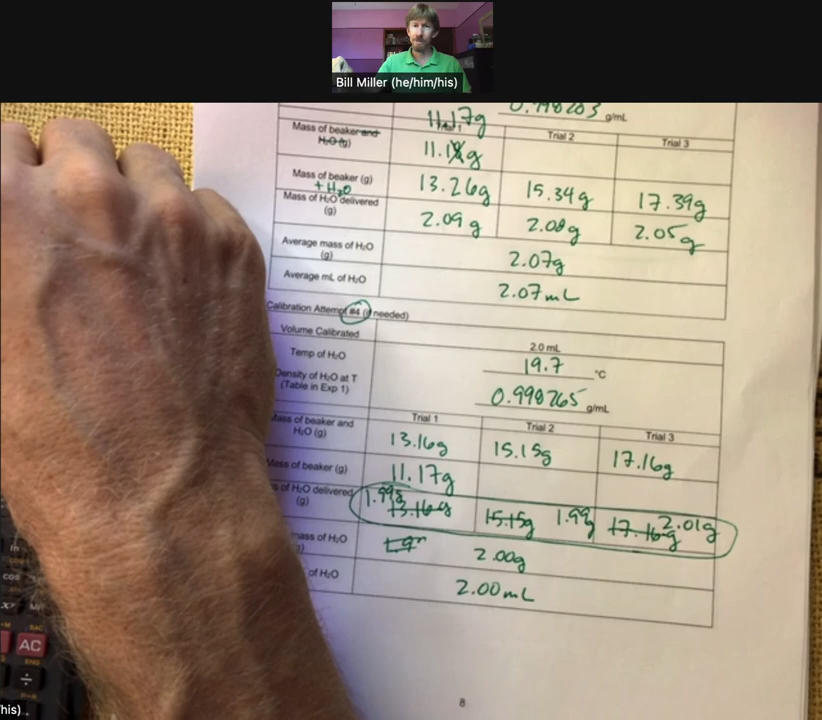 Bill Miller (he/him/his)
0.998203 g/mL
11.17g
Mass of beaker and H₂O (g)
Trial 2
Trial 3
11.18g
Mass of beaker (g)
+ H₂O
13.26g
15.34g
17.39g
Mass of H₂O delivered (g)
2.09g
2.08g
2.05g
Average mass of H₂O (g)
2.07g
Average mL of H₂O
2.07mL
Calibration Attempt #4 (if needed)
Volume Calibrated
2.0 mL
Temp of H₂O
19.7 °C
Density of H₂O at T
(Table in Exp 1)
0.998265 g/mL
Trial 1
Trial 2
Trial 3
Mass of beaker and
H₂O (g)
13.16g
15.15g
17.16g
Mass of beaker (g)
11.17g
s of H₂O delivered
(g)
1.99g
13.16g
15.15g
1.99g
17.16g
2.01g
mass of H₂O
2.00g
of H₂O
2.00mL
8
ln
cos
AC
÷
his)